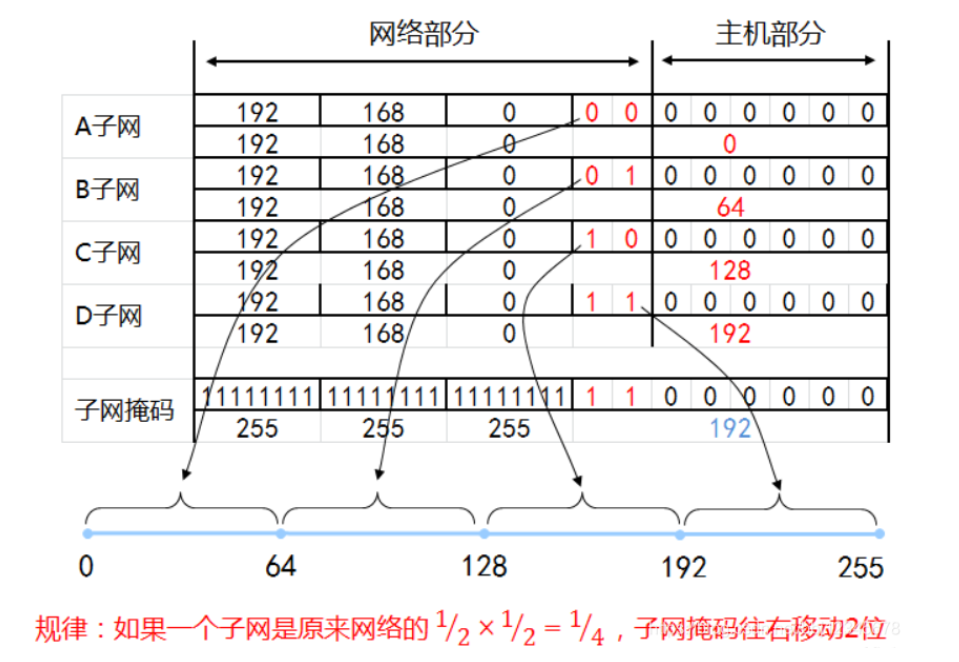 网络部分 主机部分
A子网 192 168 0 0 0 0 0 0 0 0 0
192 168 0 0
B子网 192 168 0 0 1 0 0 0 0 0 0
192 168 0 64
C子网 192 168 0 1 0 0 0 0 0 0 0
192 168 0 128
D子网 192 168 0 1 1 0 0 0 0 0 0
192 168 0 192
子网掩码 11111111 11111111 11111111 1 1 0 0 0 0 0 0
255 255 255 192
0 64 128 192 255
规律：如果一个子网是原来网络的 1/2 × 1/2 = 1/4，子网掩码往右移动2位